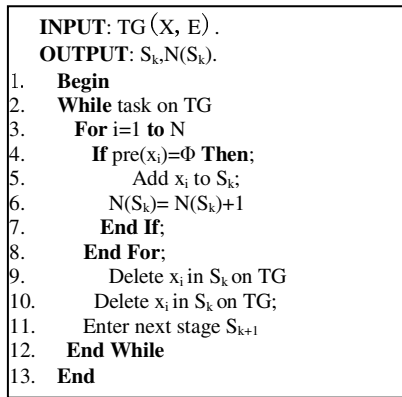 INPUT: TG(X, E).
OUTPUT: Sk,N(Sk).
1. Begin
2. While task on TG
3. For i=1 to N
4. If pre(xi)=Φ Then;
5. Add xi to Sk;
6. N(Sk)= N(Sk)+1
7. End If;
8. End For;
9. Delete xi in Sk on TG
10. Delete xi in Sk on TG;
11. Enter next stage Sk+1
12. End While
13. End